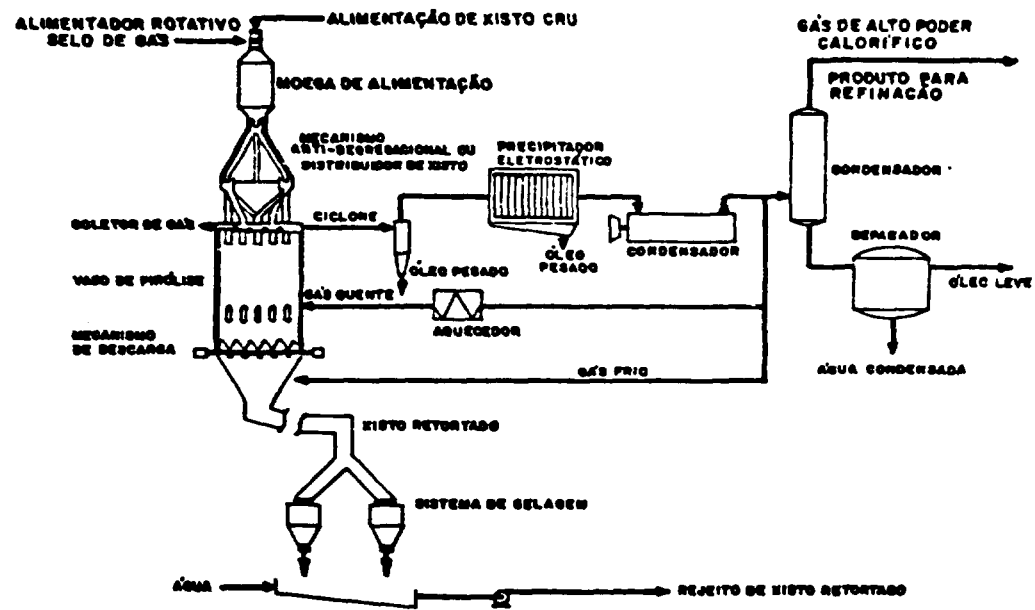 ALIMENTADOR ROTATIVO
SELO DE GÁS
ALIMENTAÇÃO DE XISTO CRU
MOEGA DE ALIMENTAÇÃO
MECANISMO
ANTI-SEGREGACIONAL OU
DISTRIBUIDOR DE XISTO
PRECIPITADOR
ELETROSTÁTICO
GÁS DE ALTO PODER
CALORÍFICO
PRODUTO PARA
REFINAÇÃO
CONDENSADOR
COLETOR DE GÁS
CICLONE
ÓLEO PESADO
ÓLEO
PESADO
CONDENSADOR
SEPARADOR
ÓLEO LEVE
VASO DE PIRÓLISE
GÁS QUENTE
AQUECEDOR
MECANISMO
DE DESCARGA
GÁS FRIO
ÁGUA CONDENSADA
XISTO RETORTADO
SISTEMA DE SELAGEM
ÁGUA
REJEITO DE XISTO RETORTADO